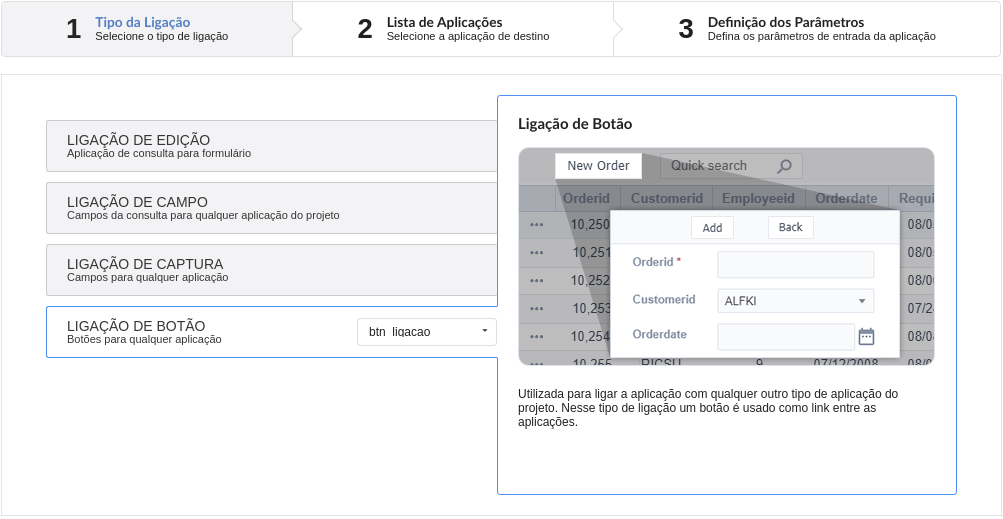 1 Tipo da Ligação
Selecione o tipo de ligação
2 Lista de Aplicações
Selecione a aplicação de destino
3 Definição dos Parâmetros
Defina os parâmetros de entrada da aplicação
LIGAÇÃO DE EDIÇÃO
Aplicação de consulta para formulário
LIGAÇÃO DE CAMPO
Campos da consulta para qualquer aplicação do projeto
LIGAÇÃO DE CAPTURA
Campos para qualquer aplicação
LIGAÇÃO DE BOTÃO
Botões para qualquer aplicação
btn_ligacao
Ligação de Botão
New Order Quick search
Orderid Customerid Employeeid Orderdate Requi
10,250 08/0
Add Back
10,251 08/0
Orderid *
10,252 08/0
Customerid ALFKI
10,253 07/2
Orderdate
10,254 08/0
10,255 RICSU 9 07/12/2008 08/0
Utilizada para ligar a aplicação com qualquer outro tipo de aplicação do
projeto. Nesse tipo de ligação um botão é usado como link entre as
aplicações.